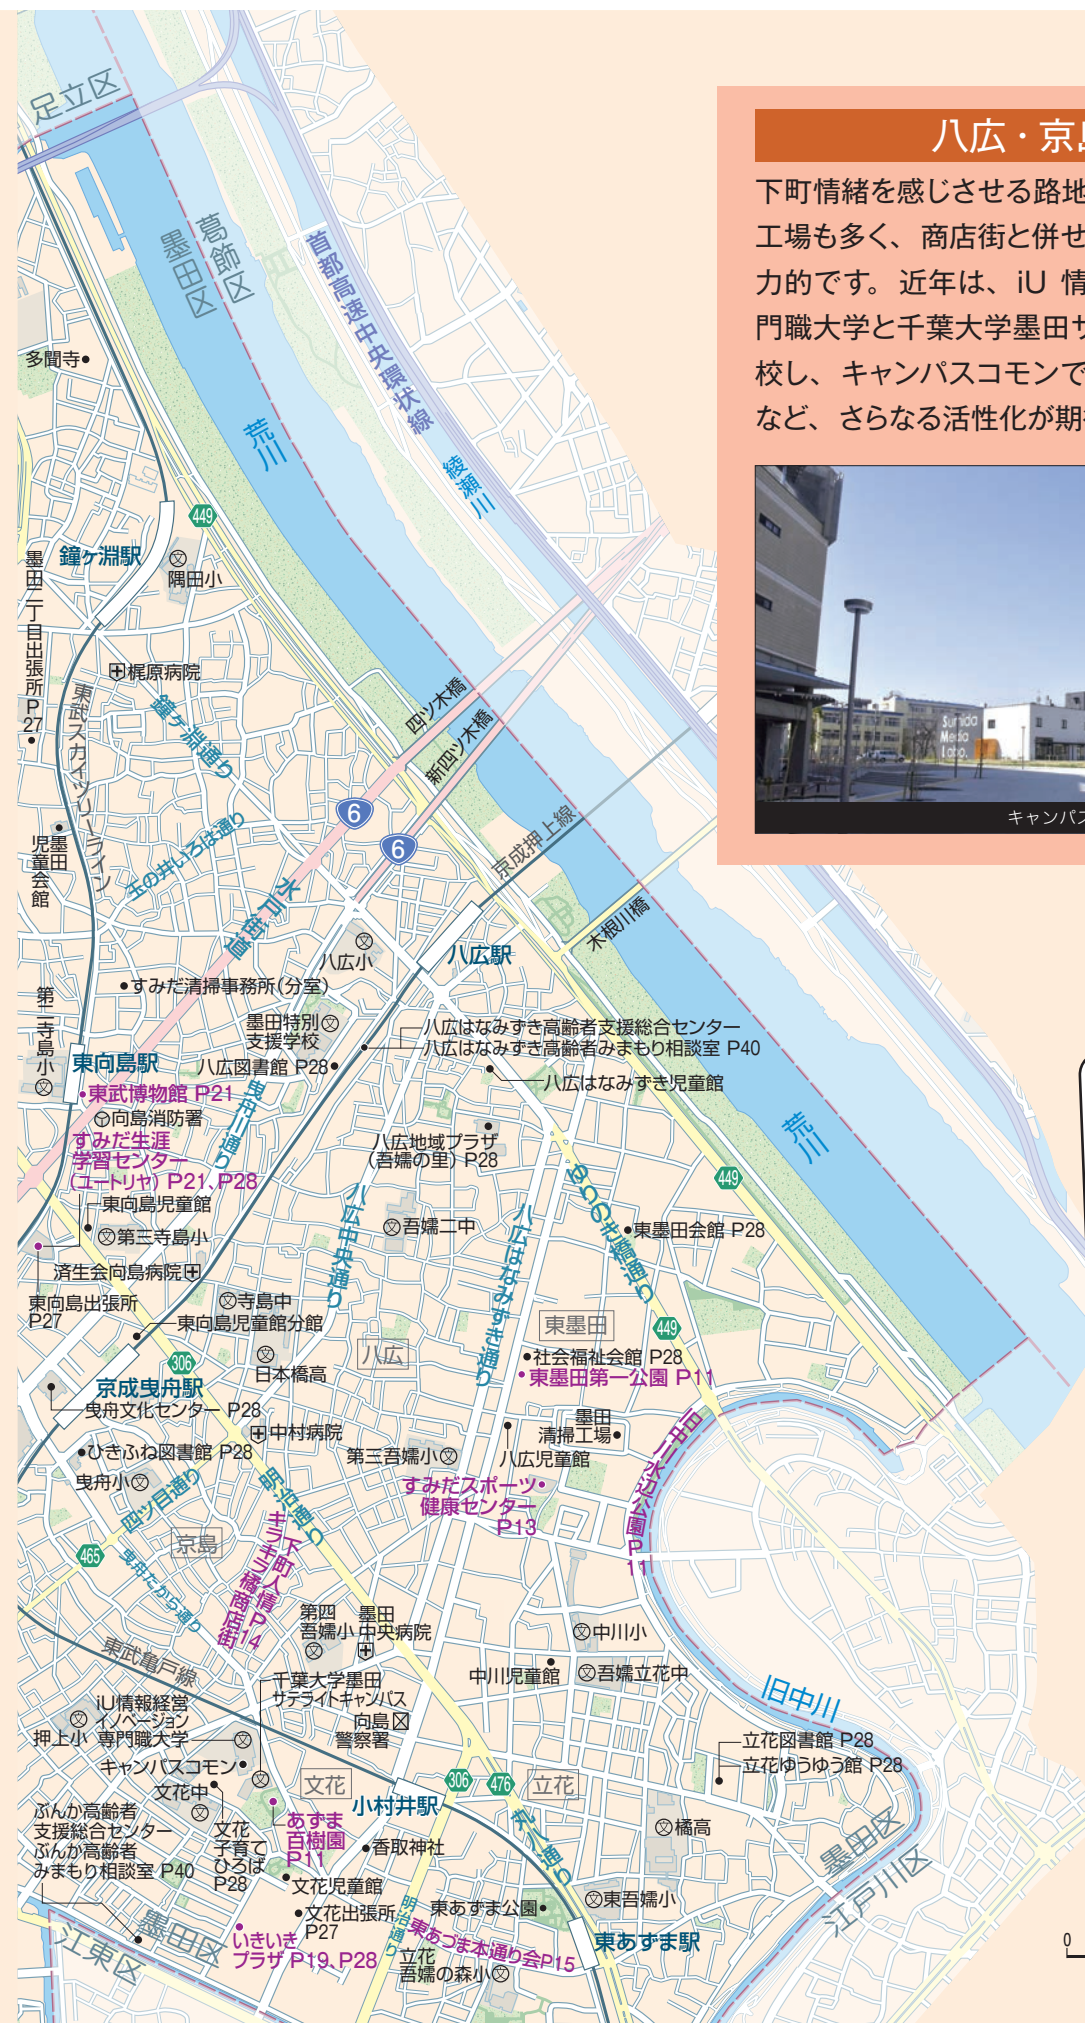 足立区
葛飾区
墨田区
首都高速中央環状線
荒川
綾瀬川
多聞寺
449
鐘ヶ淵駅
隅田小
墨田二丁目出張所 P27
梶原病院
東武スカイツリーライン
鐘ヶ淵通り
四ツ木橋
新四ツ木橋
6
6
京成押上線
墨田児童会館
玉の井いろは通り
水戸街道
木根川橋
八広小
八広駅
すみだ清掃事務所(分室)
第一寺島小
墨田特別
支援学校
八広はなみずき高齢者支援総合センター
八広はなみずき高齢者みまもり相談室 P40
東向島駅
八広図書館 P28
八広はなみずき児童館
東武博物館 P21
曳舟川通り
向島消防署
すみだ生涯
学習センター
(ユートリヤ) P21、P28
八広地域プラザ
(吾嬬の里) P28
荒川
449
東向島児童館
八広中央通り
吾嬬二中
八広はなみずき通り
ゆりのき橋通り
東墨田会館 P28
第三寺島小
済生会向島病院
東向島出張所
P27
寺島中
東向島児童館分館
東墨田
449
306
八広
社会福祉会館 P28
日本橋高
東墨田第一公園 P11
京成曳舟駅
曳舟文化センター P28
中村病院
墨田
清掃工場
旧中川水辺公園 P11
ひきふね図書館 P28
第三吾嬬小
八広児童館
曳舟小
四ツ目通り
明治通り
すみだスポーツ
健康センター
P13
京島
465
曳舟たから通り
下町人情
キラキラ橘商店街 P14
第四
吾嬬小
墨田
中央病院
中川小
東武亀戸線
千葉大学墨田
サテライトキャンパス
中川児童館
吾嬬立花中
旧中川
iU情報経営
イノベーション
専門職大学
押上小
向島
警察署
立花図書館 P28
立花ゆうゆう館 P28
キャンパスコモン
文花
306
476
立花
文花中
小村井駅
ぶんか高齢者
支援総合センター
ぶんか高齢者
みまもり相談室 P40
文花
子育て
ひろば
P28
あずま
百樹園
P11
丸八通り
橘高
香取神社
墨田区
江戸川区
文花児童館
東あずま公園
東吾嬬小
文花出張所
P27
明治通り
東あづま本通り会P15
東あずま駅
墨田区
江東区
いきいき
プラザ P19、P28
立花
吾嬬の森小
八広・京島
下町情緒を感じさせる路地
工場も多く、商店街と併せ
力的です。近年は、iU 情
門職大学と千葉大学墨田サ
校し、キャンパスコモンで
など、さらなる活性化が期
Sumida
Media
Labo.
キャンパス
0